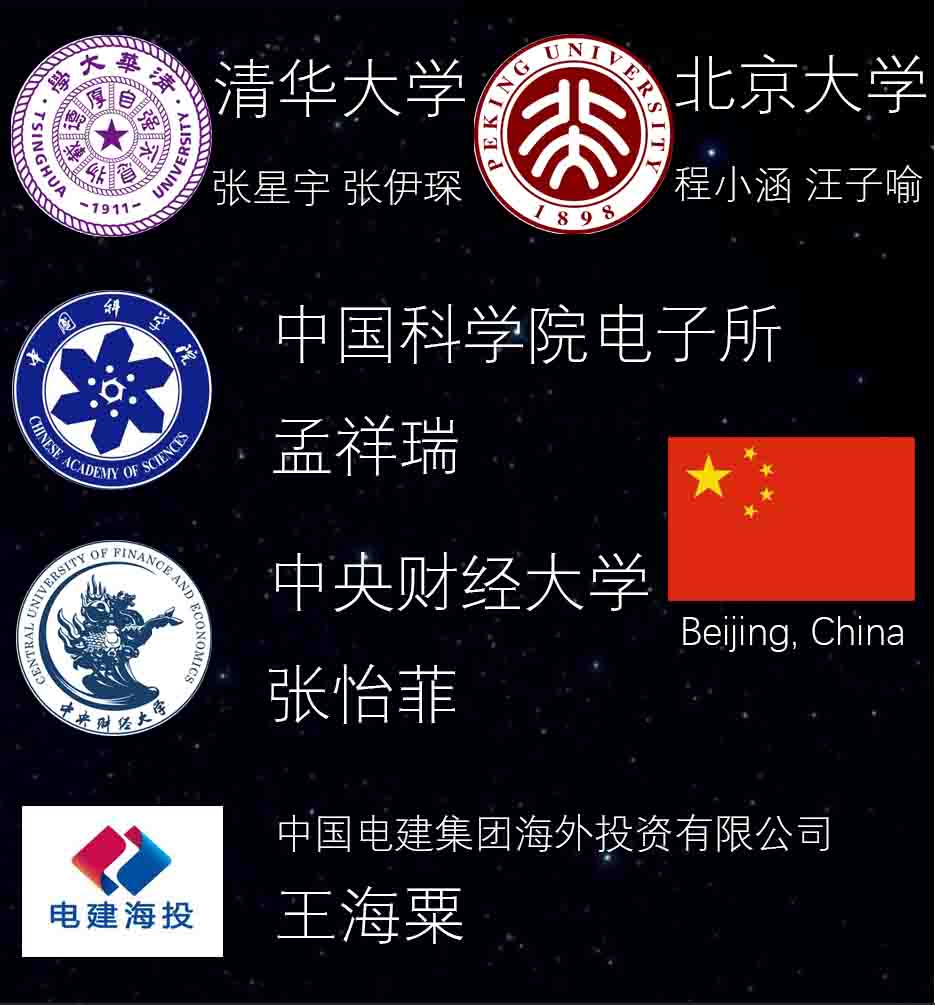 清華大學
TSINGHUA UNIVERSITY
自强不息
厚德載物
1911
清华大学
张星宇 张伊琛
PEKING UNIVERSITY
1898
北京大学
程小涵 汪子喻
中国科学院
CHINESE ACADEMY OF SCIENCES
中国科学院电子所
孟祥瑞
CENTRAL UNIVERSITY OF FINANCE AND ECONOMICS
中央财经大学
中央财经大学
张怡菲
Beijing, China
电建海投
中国电建集团海外投资有限公司
王海粟